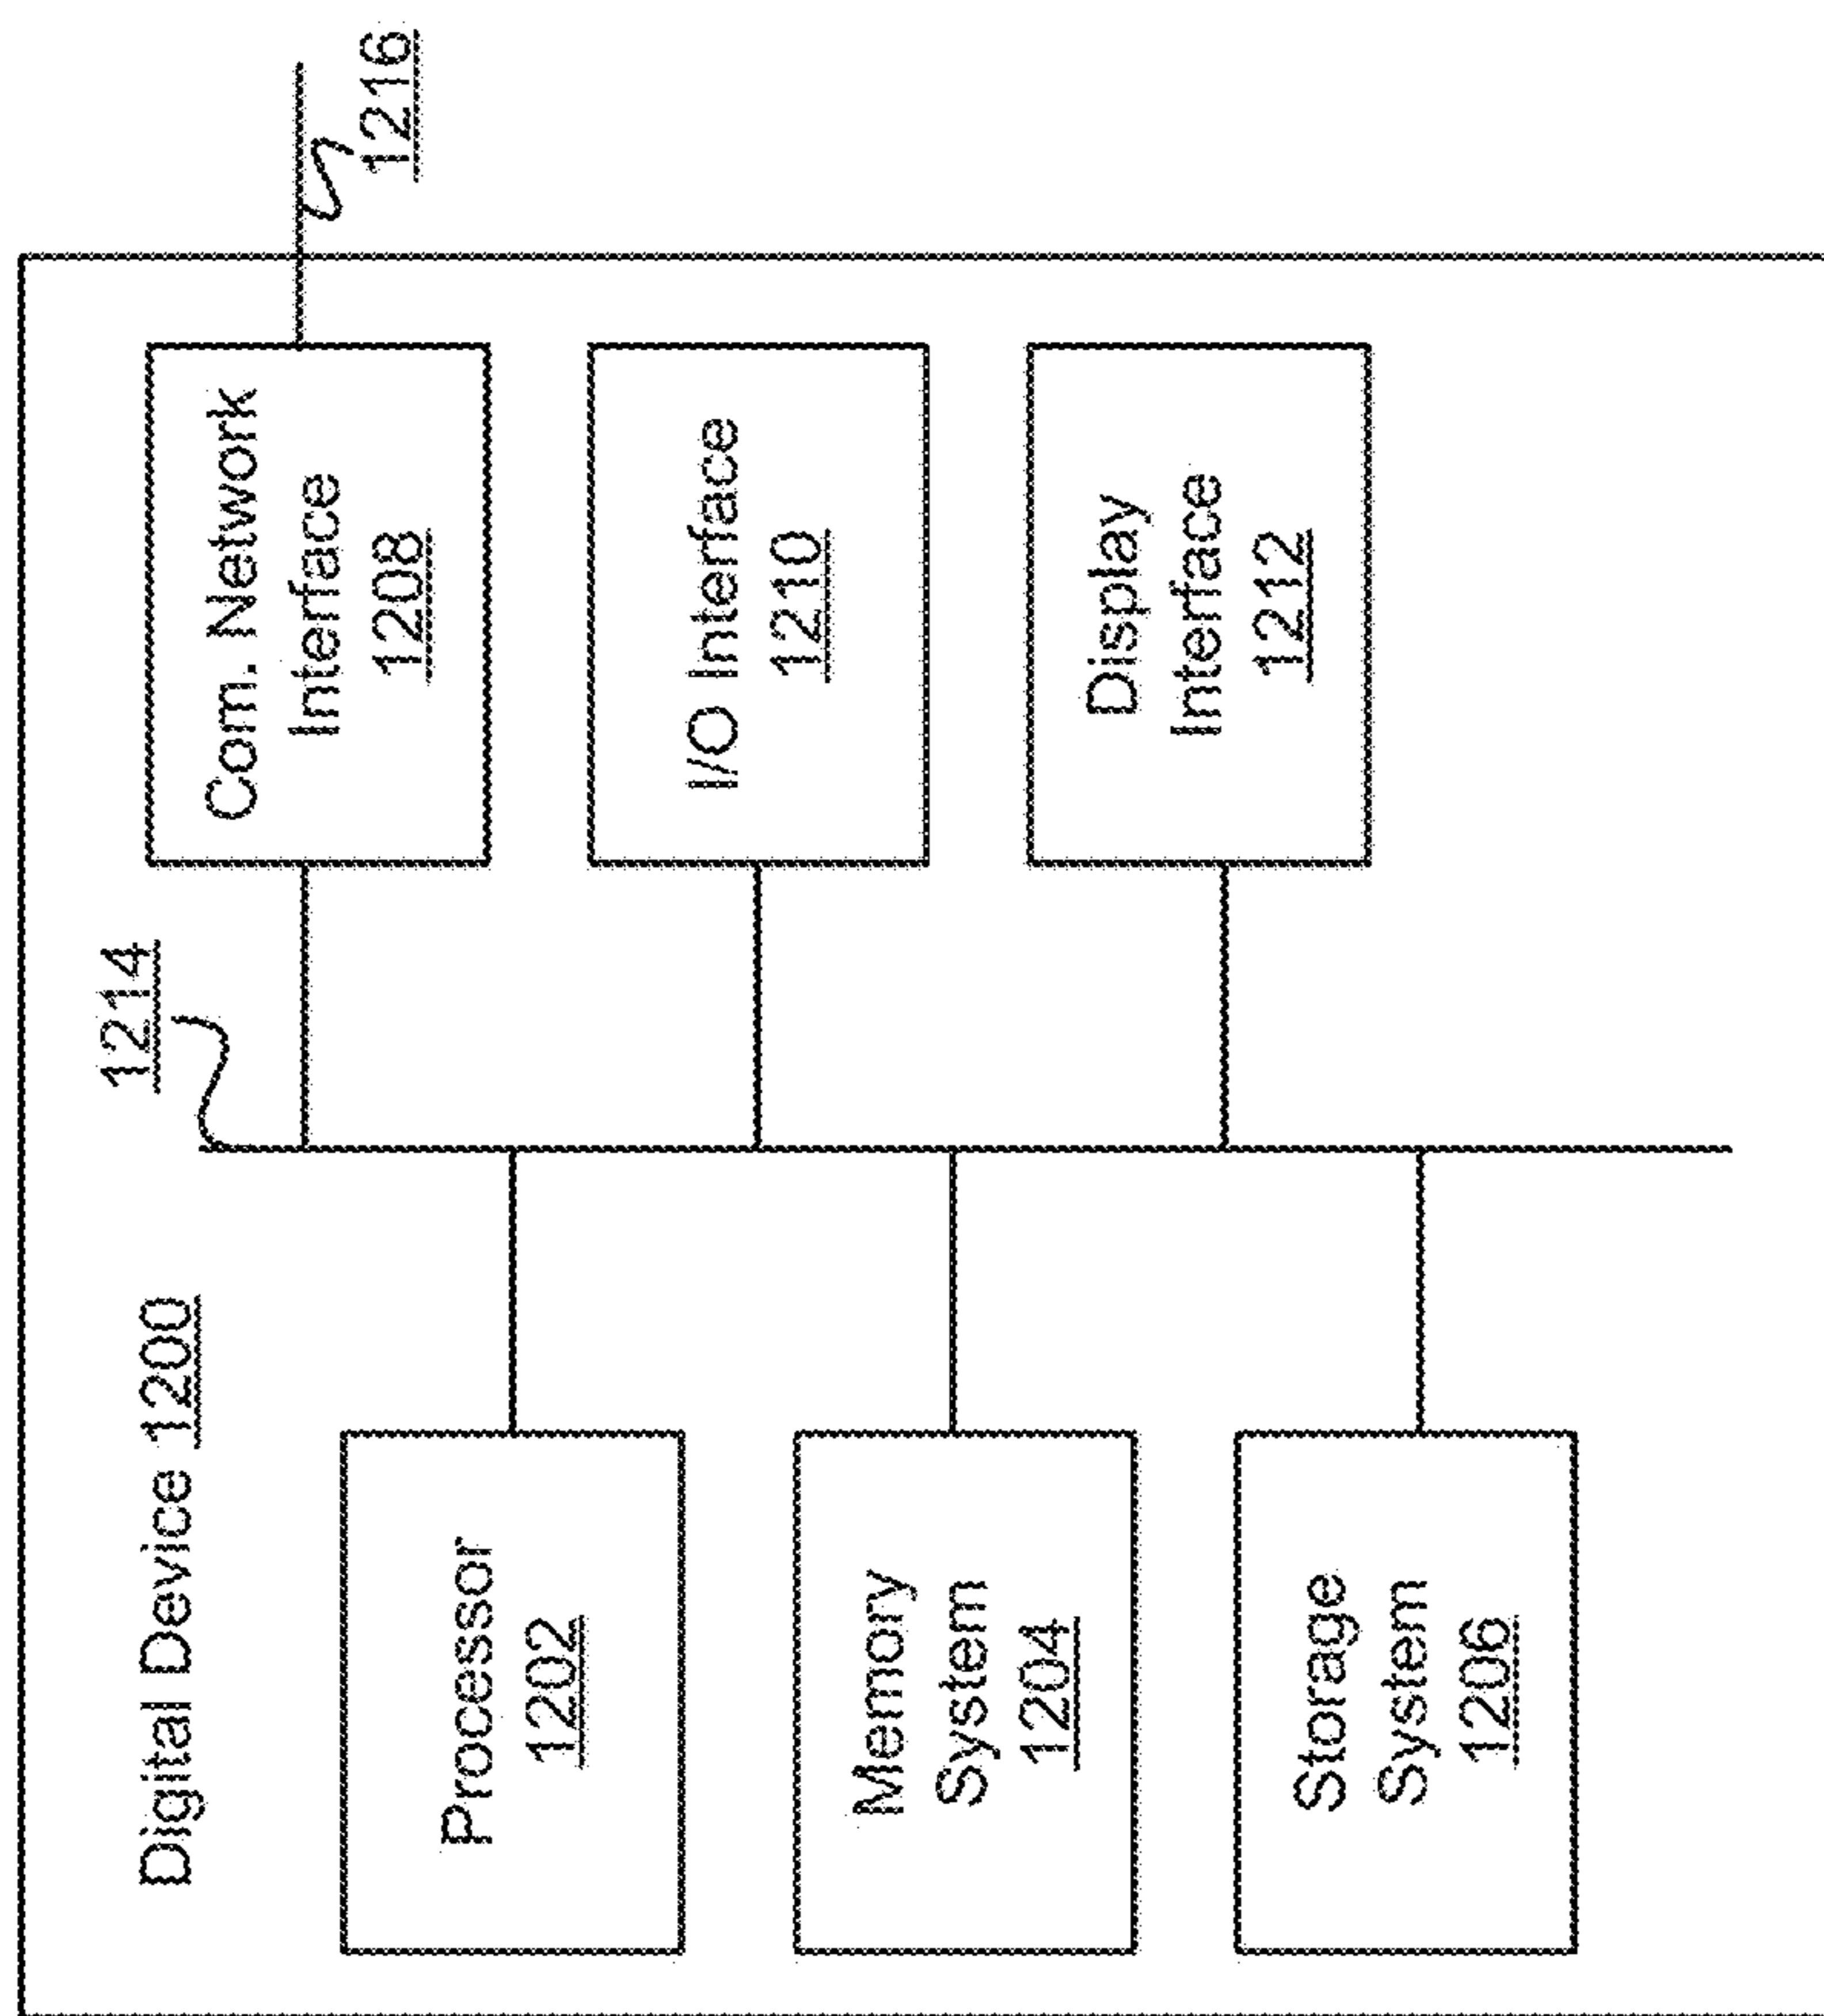 Digital Device 1200
1214
1216
Processor
1202
Memory
System
1204
Storage
System
1206
Com. Network
Interface
1208
I/O Interface
1210
Display
Interface
1212